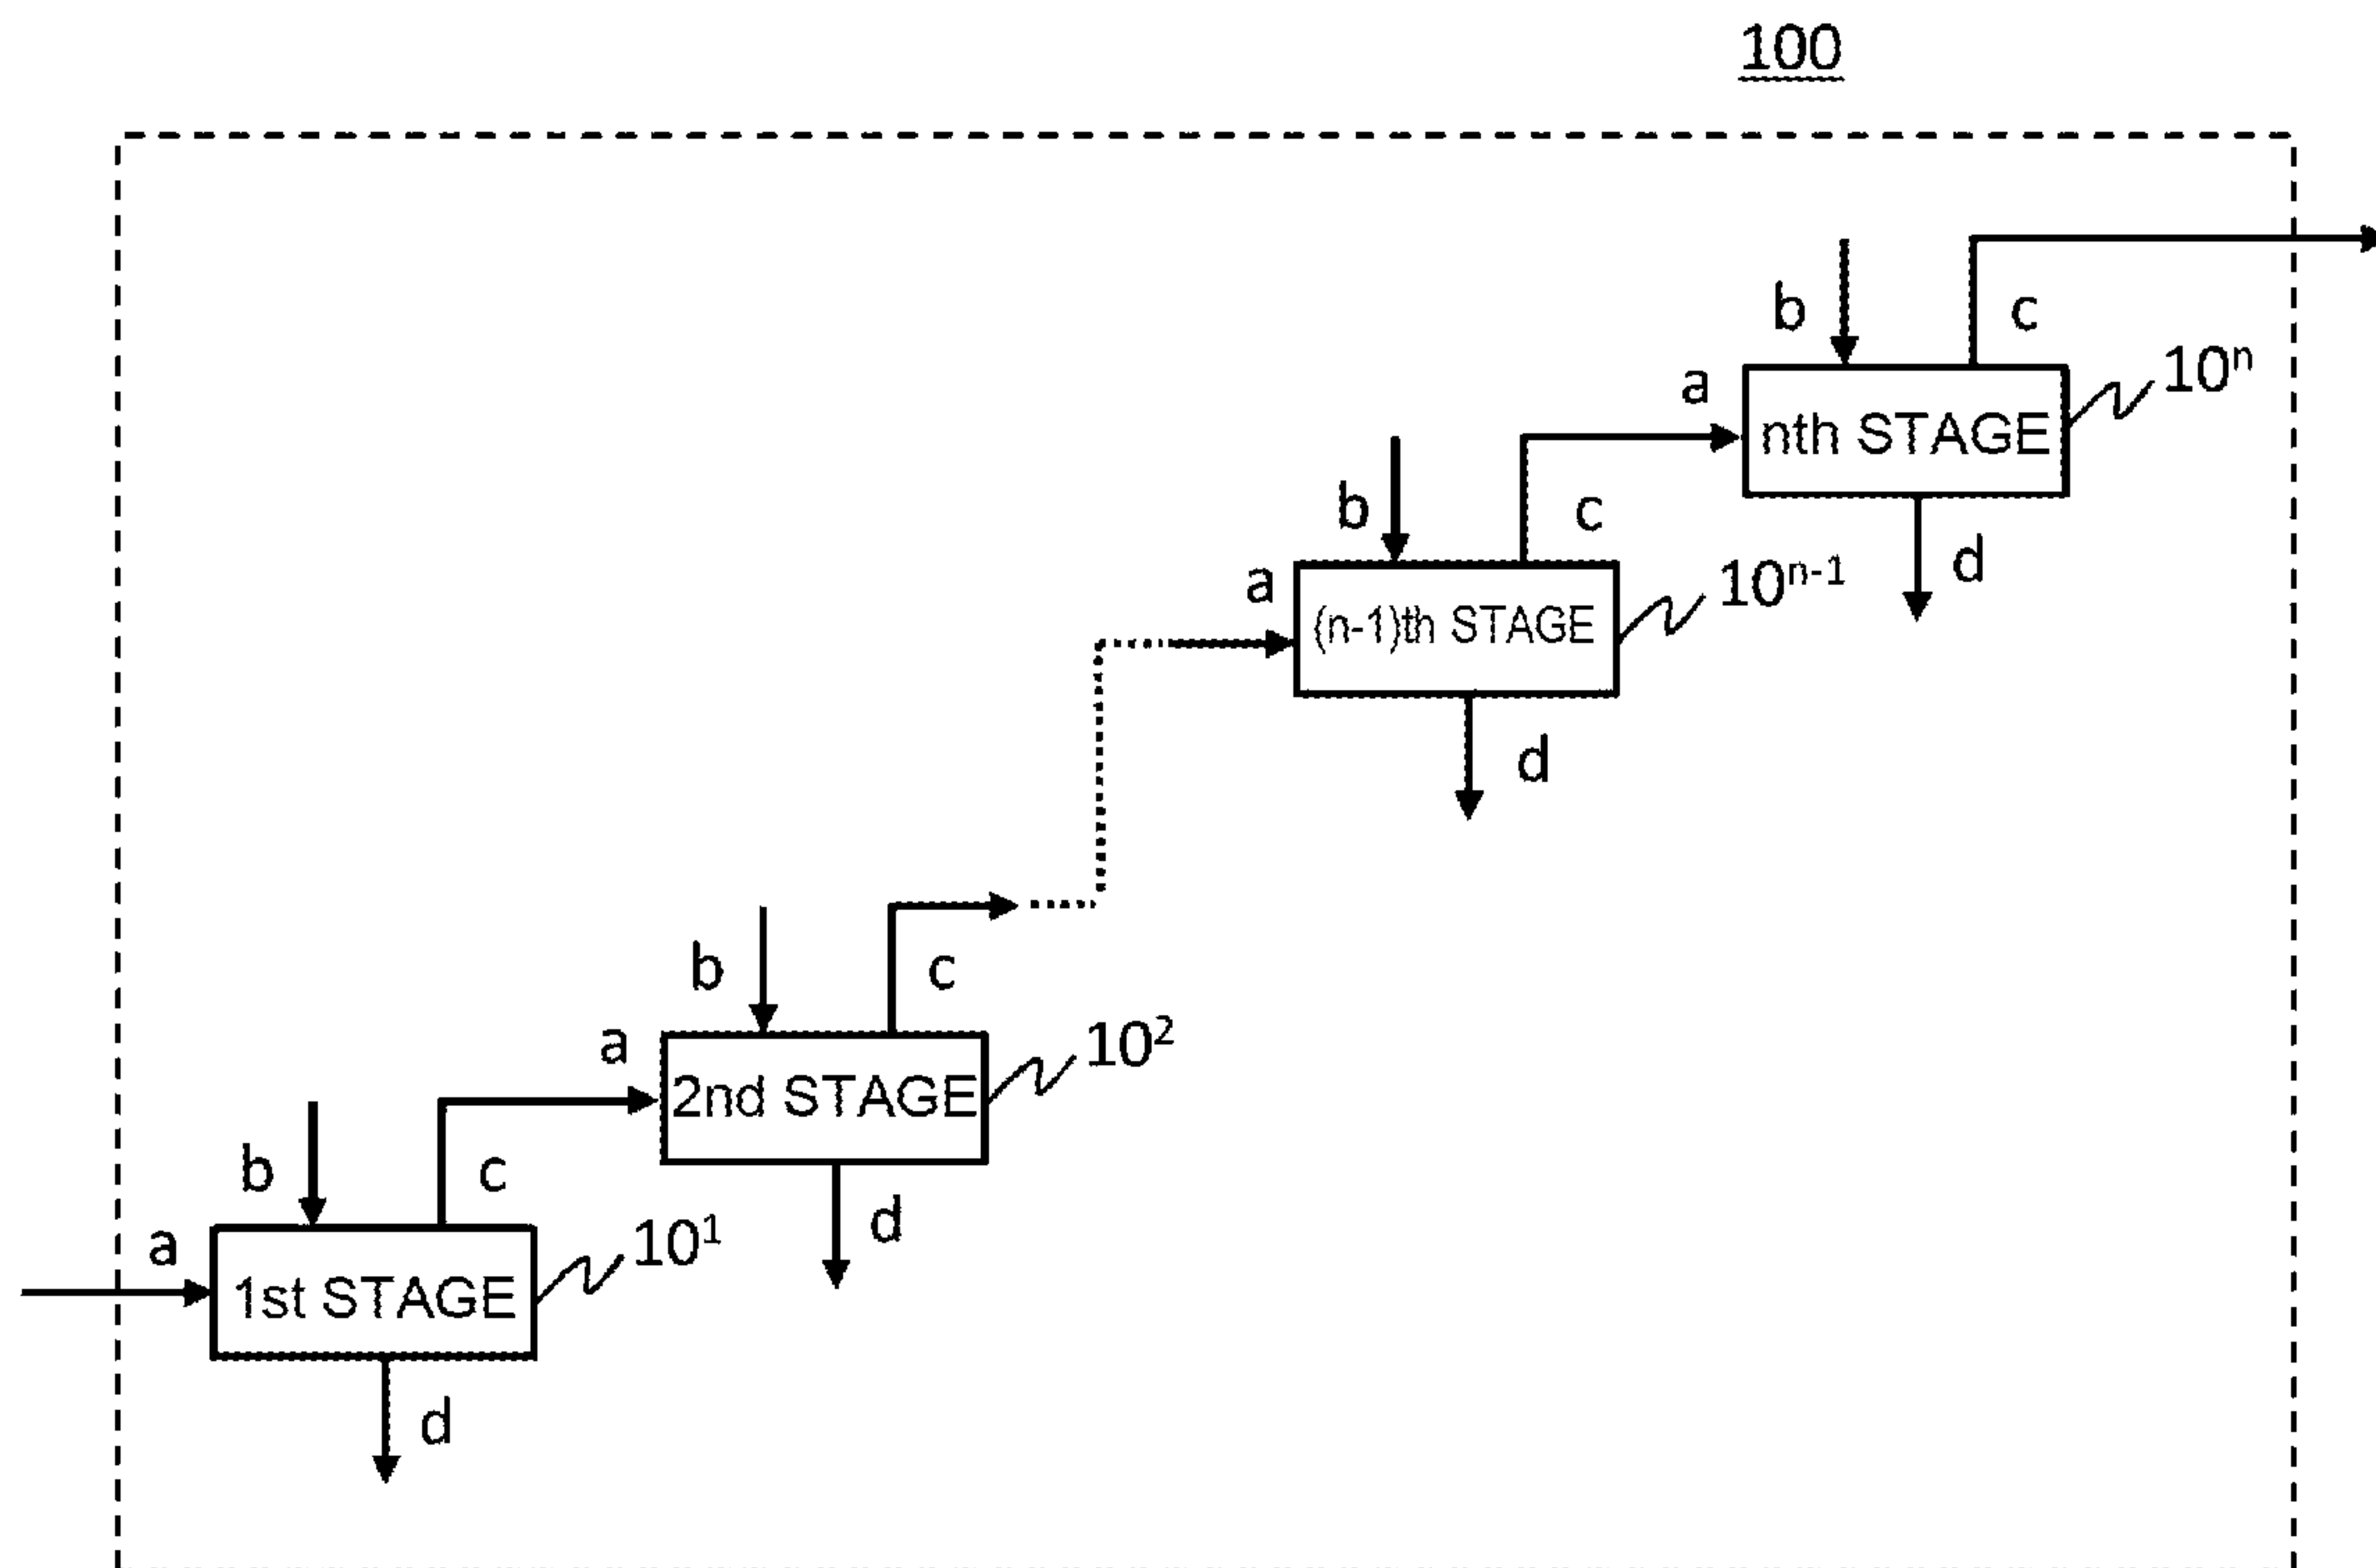 100
b
c
a
nth STAGE
10ⁿ
d
b
c
a
(n-1)th STAGE
10ⁿ⁻¹
d
b
c
a
2nd STAGE
10²
d
b
c
a
1st STAGE
10¹
d